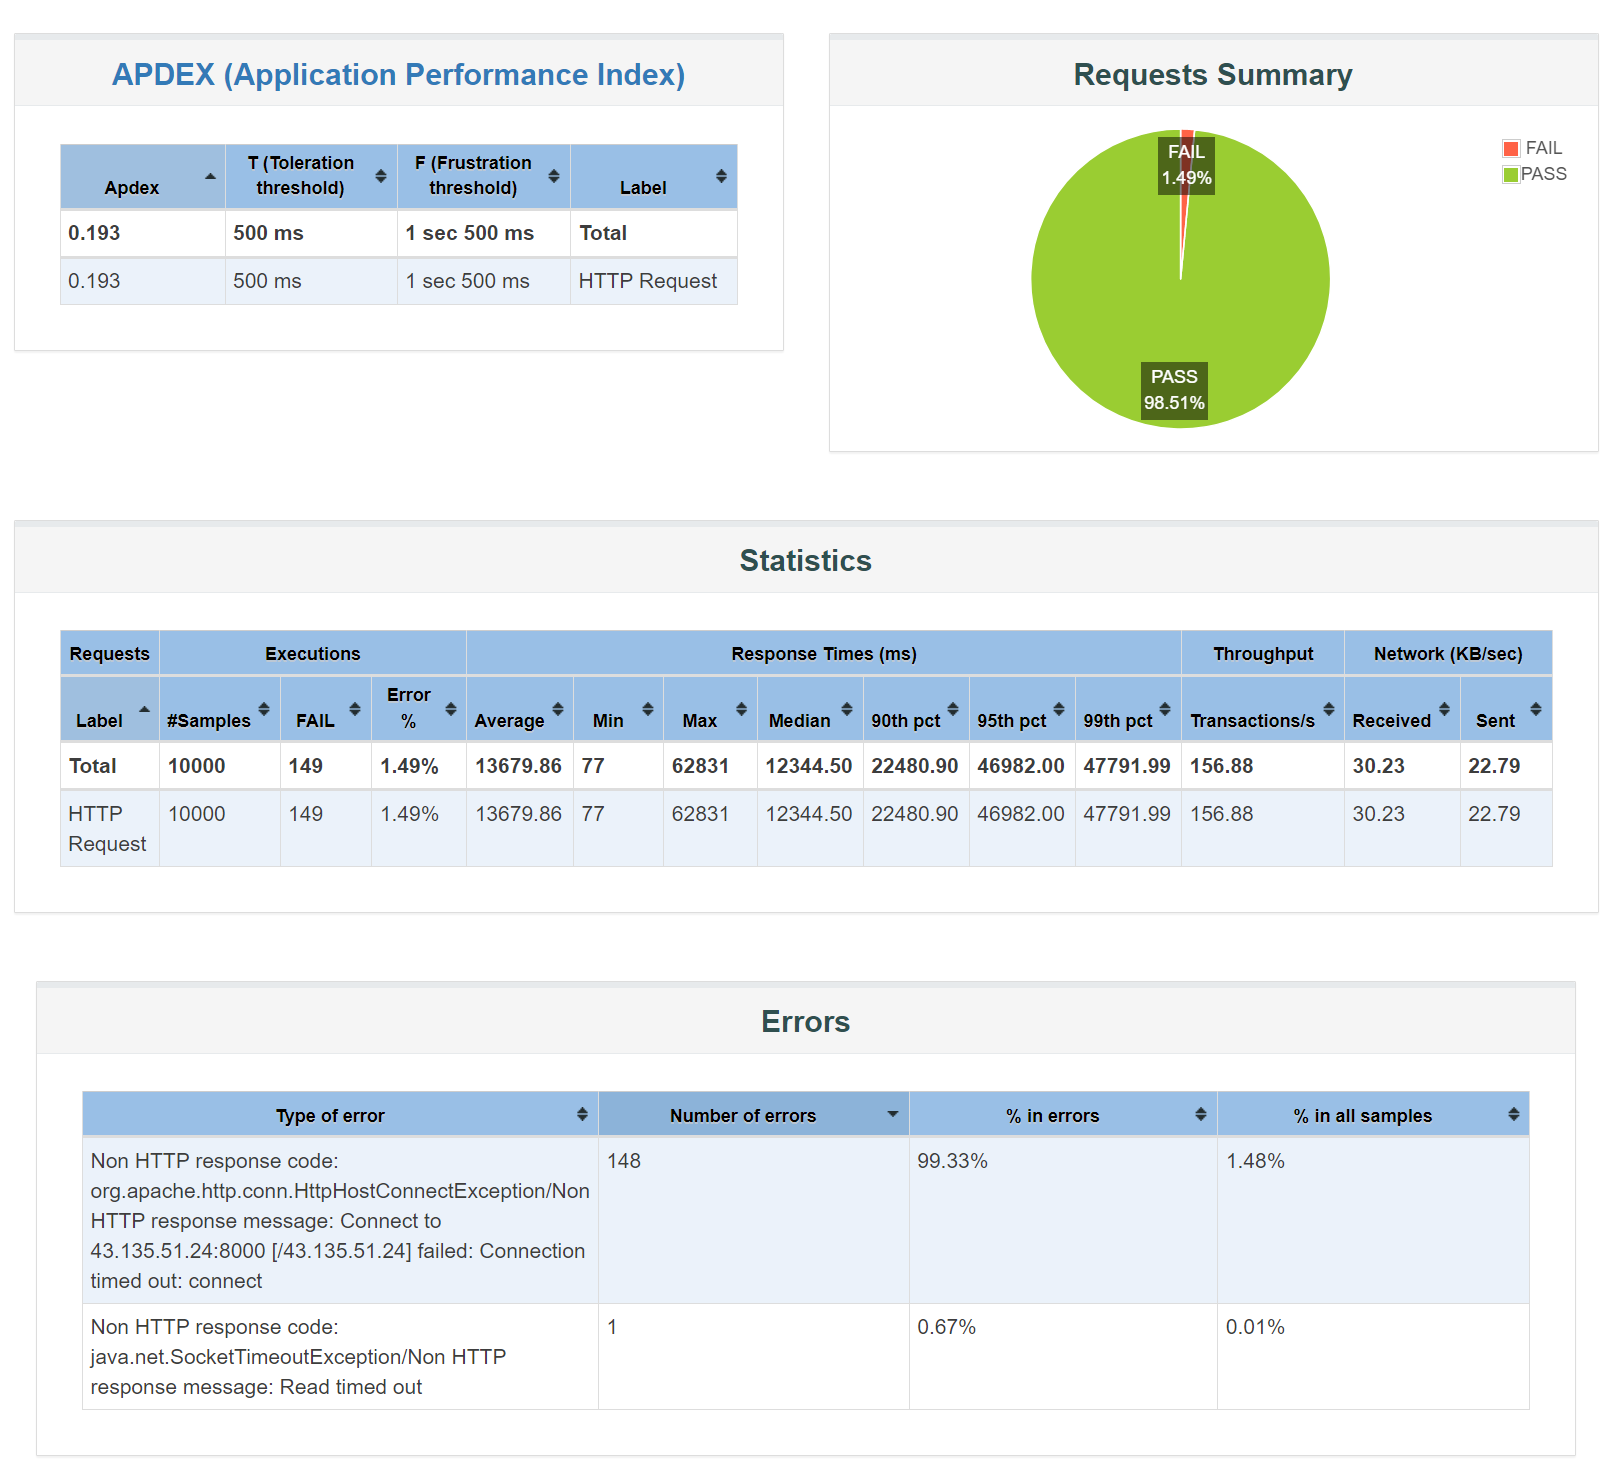 APDEX (Application Performance Index)
Apdex
T (Toleration
threshold)
F (Frustration
threshold)
Label
0.193 500 ms 1 sec 500 ms Total
0.193 500 ms 1 sec 500 ms HTTP Request
Requests Summary
FAIL
1.49%
PASS
98.51%
FAIL
PASS
Statistics
Requests Executions Response Times (ms) Throughput Network (KB/sec)
Label #Samples FAIL Error
% Average Min Max Median 90th pct 95th pct 99th pct Transactions/s Received Sent
Total 10000 149 1.49% 13679.86 77 62831 12344.50 22480.90 46982.00 47791.99 156.88 30.23 22.79
HTTP
Request 10000 149 1.49% 13679.86 77 62831 12344.50 22480.90 46982.00 47791.99 156.88 30.23 22.79
Errors
Type of error Number of errors % in errors % in all samples
Non HTTP response code: 148 99.33% 1.48%
org.apache.http.conn.HttpHostConnectException/Non
HTTP response message: Connect to
43.135.51.24:8000 [/43.135.51.24] failed: Connection
timed out: connect
Non HTTP response code: 1 0.67% 0.01%
java.net.SocketTimeoutException/Non HTTP
response message: Read timed out